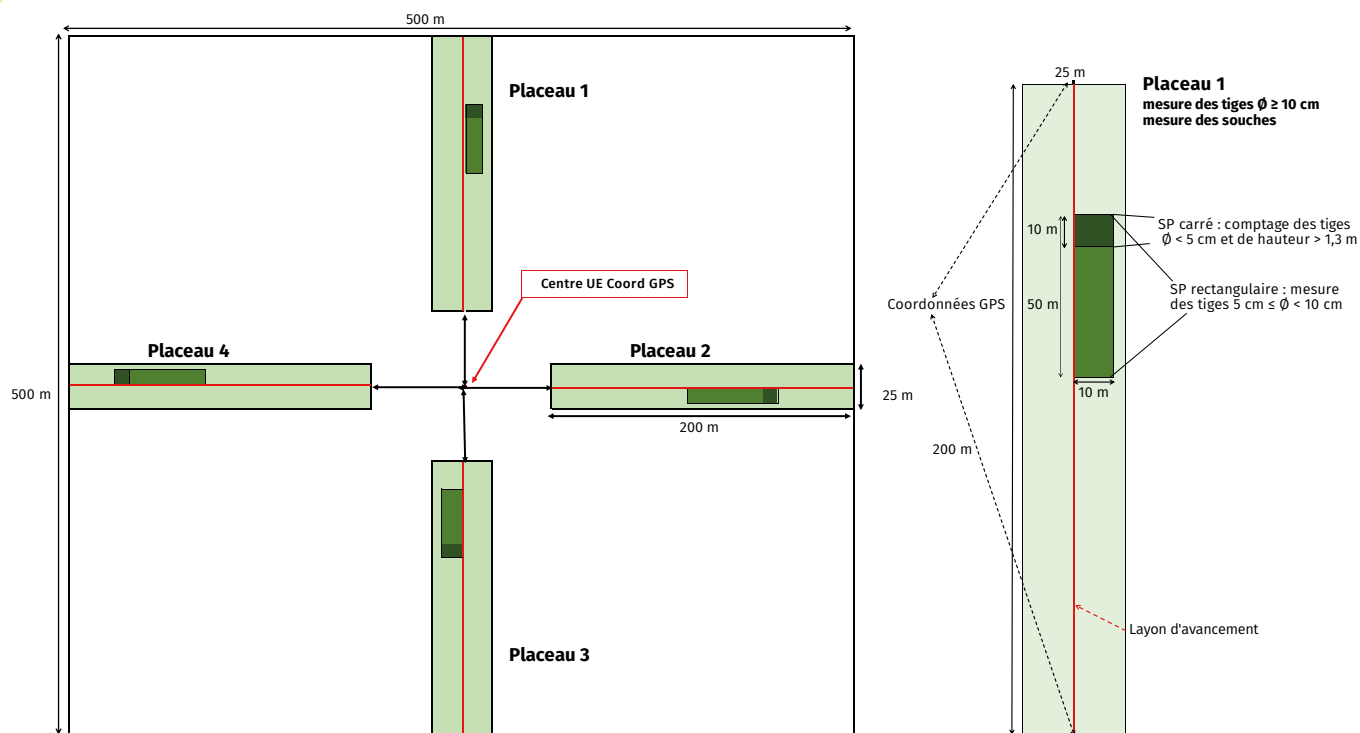 500 m
Placeau 1
Centre UE Coord GPS
Placeau 4
Placeau 2
500 m
25 m
200 m
Placeau 3
25 m
Placeau 1
mesure des tiges Ø ≥ 10 cm
mesure des souches
10 m
SP carré : comptage des tiges
Ø < 5 cm et de hauteur > 1,3 m
SP rectangulaire : mesure
des tiges 5 cm ≤ Ø < 10 cm
Coordonnées GPS
50 m
10 m
200 m
Layon d'avancement